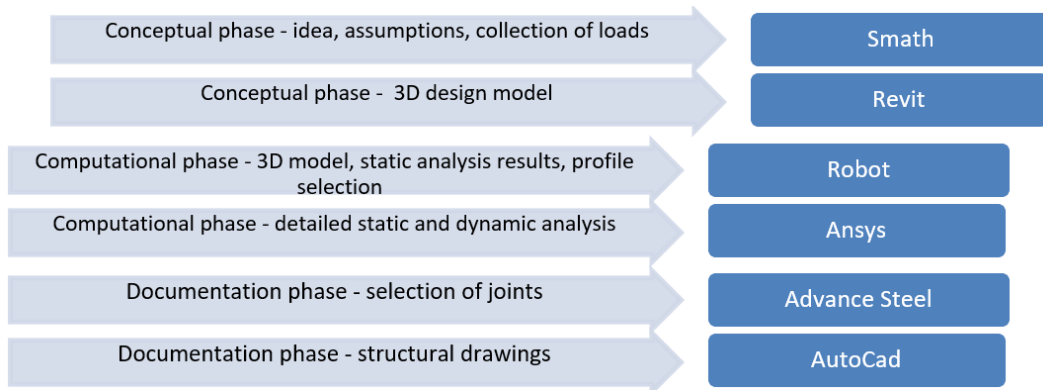 Conceptual phase - idea, assumptions, collection of loads
Smath
Conceptual phase - 3D design model
Revit
Computational phase - 3D model, static analysis results, profile
selection
Robot
Computational phase - detailed static and dynamic analysis
Ansys
Documentation phase - selection of joints
Advance Steel
Documentation phase - structural drawings
AutoCad